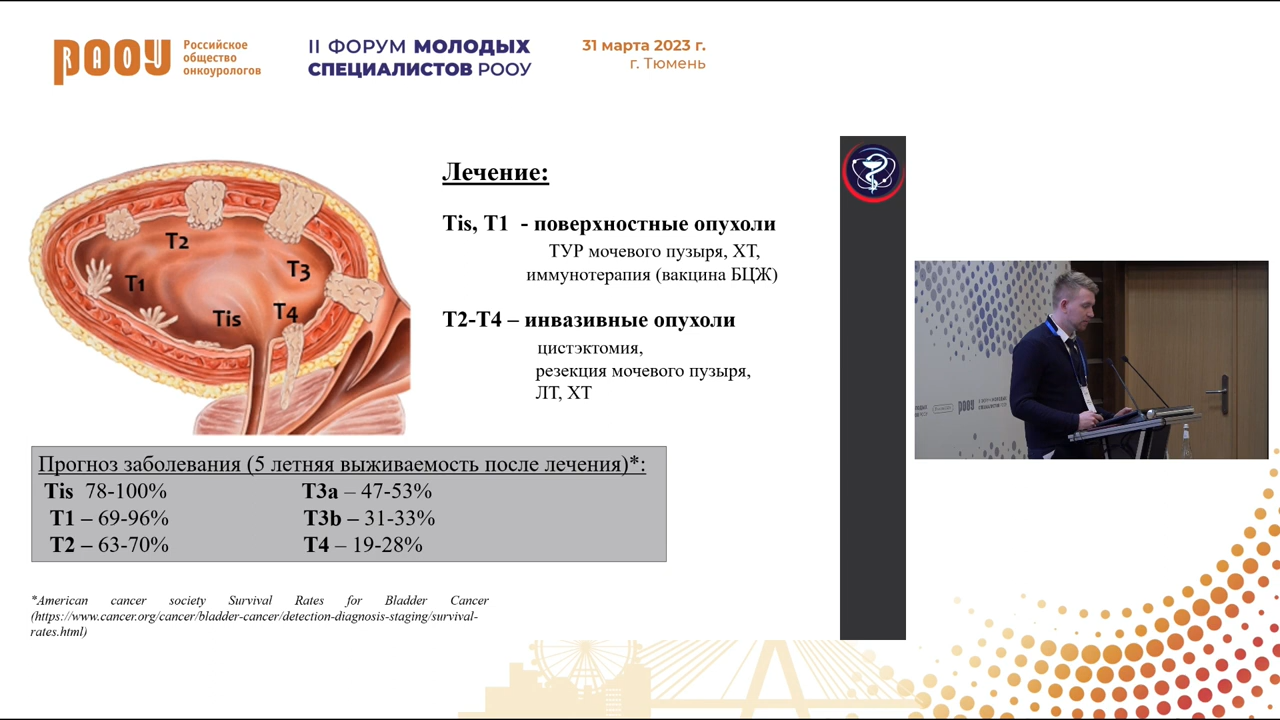 РООУ
RAOU
Российское
общество
онкоурологов
II ФОРУМ МОЛОДЫХ
СПЕЦИАЛИСТОВ РООУ
31 марта 2023 г.
г. Тюмень
T2
T1
T3
T4
Tis
Лечение:
Tis, T1 - поверхностные опухоли
ТУР мочевого пузыря, ХТ,
иммунотерапия (вакцина БЦЖ)
T2-T4 – инвазивные опухоли
цистэктомия,
резекция мочевого пузыря,
ЛТ, ХТ
Прогноз заболевания (5 летняя выживаемость после лечения)*:
Tis 78-100% T3a – 47-53%
T1 – 69-96% T3b – 31-33%
T2 – 63-70% T4 – 19-28%
*American cancer society Survival Rates for Bladder Cancer
(https://www.cancer.org/cancer/bladder-cancer/detection-diagnosis-staging/survival-
rates.html)